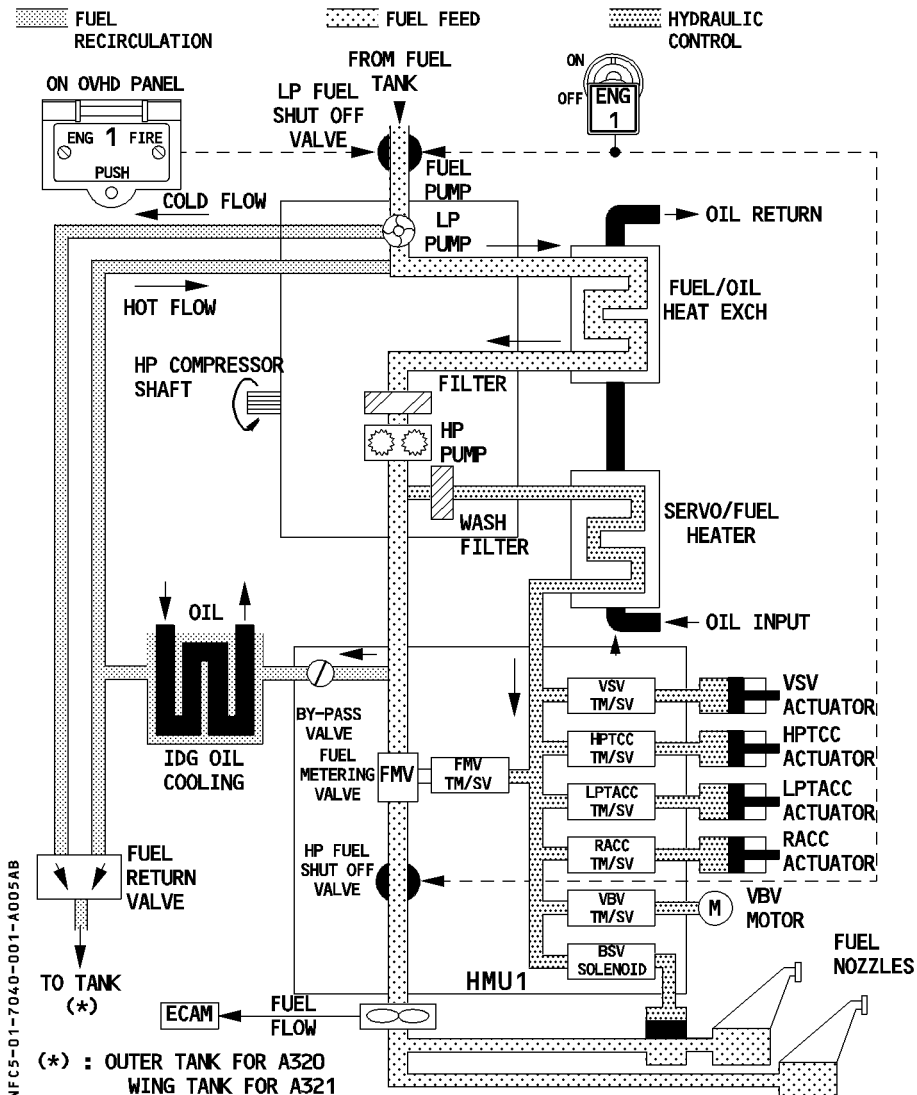 FUEL
RECIRCULATION
FUEL FEED
HYDRAULIC
CONTROL
FROM FUEL
TANK
ON
OFF
ENG
1
ON OVHD PANEL
LP FUEL
SHUT OFF
VALVE
ENG 1 FIRE
PUSH
FUEL
PUMP
COLD FLOW
LP
PUMP
OIL RETURN
HOT FLOW
FUEL/OIL
HEAT EXCH
HP COMPRESSOR
SHAFT
FILTER
HP
PUMP
WASH
FILTER
SERVO/FUEL
HEATER
OIL
OIL INPUT
BY-PASS
VALVE
IDG OIL
COOLING
FUEL
METERING
VALVE
FMV
FMV
TM/SV
VSV
TM/SV
VSV
ACTUATOR
HPTCC
TM/SV
HPTCC
ACTUATOR
LPTACC
TM/SV
LPTACC
ACTUATOR
RACC
TM/SV
RACC
ACTUATOR
HP FUEL
SHUT OFF
VALVE
VBV
TM/SV
M
VBV
MOTOR
FUEL
RETURN
VALVE
BSV
SOLENOID
HMU1
FUEL
NOZZLES
TO TANK
(*)
ECAM
FUEL
FLOW
(*) : OUTER TANK FOR A320
WING TANK FOR A321
NFC5-01-7040-001-A005AB